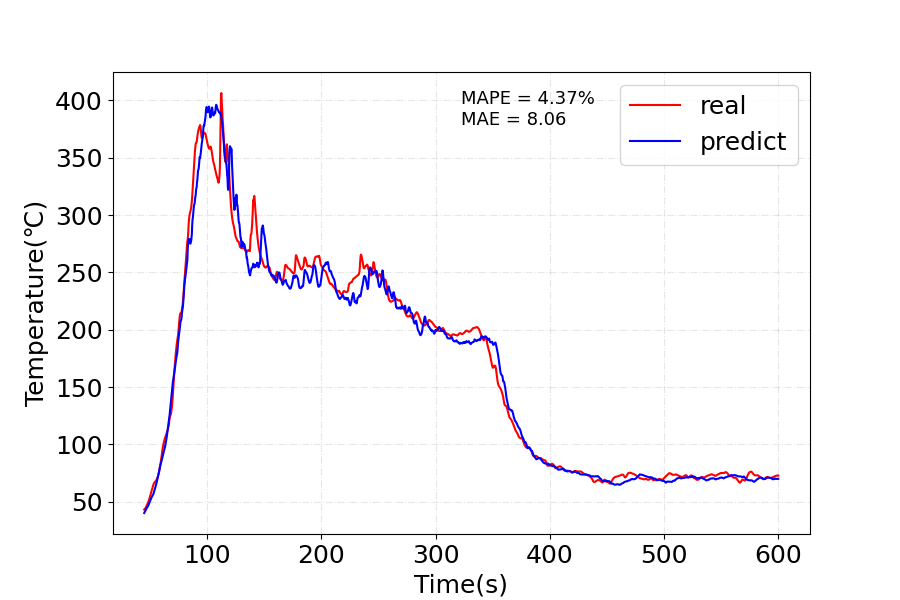 MAPE = 4.37%
MAE = 8.06
real
predict
400
350
300
250
200
150
100
50
Temperature(℃)
100 200 300 400 500 600
Time(s)